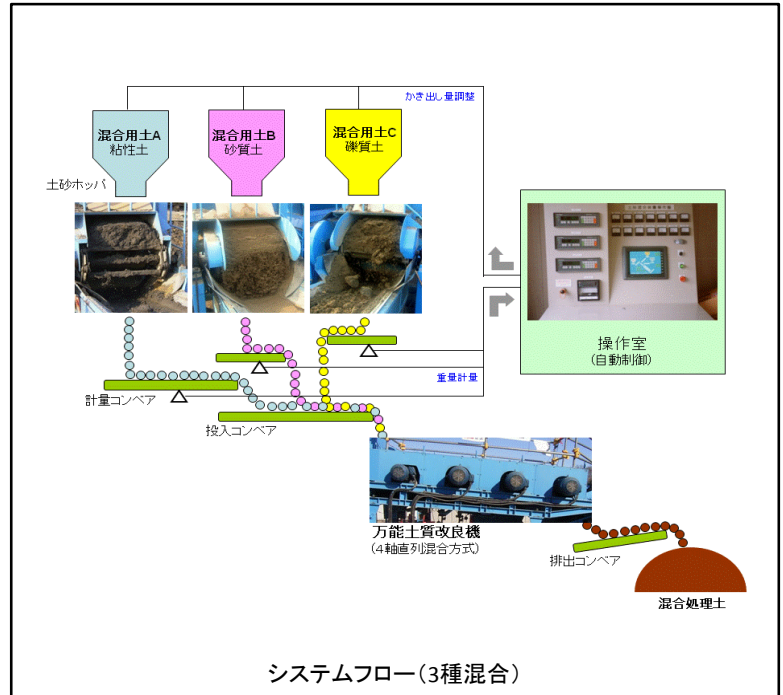 かき出し量調整
混合用土A
粘性土
混合用土B
砂質土
混合用土C
礫質土
土砂ホッパ
操作室
(自動制御)
重量計量
計量コンベア
投入コンベア
万能土質改良機
(4軸直列混合方式)
排出コンベア
混合処理土
システムフロー(3種混合)